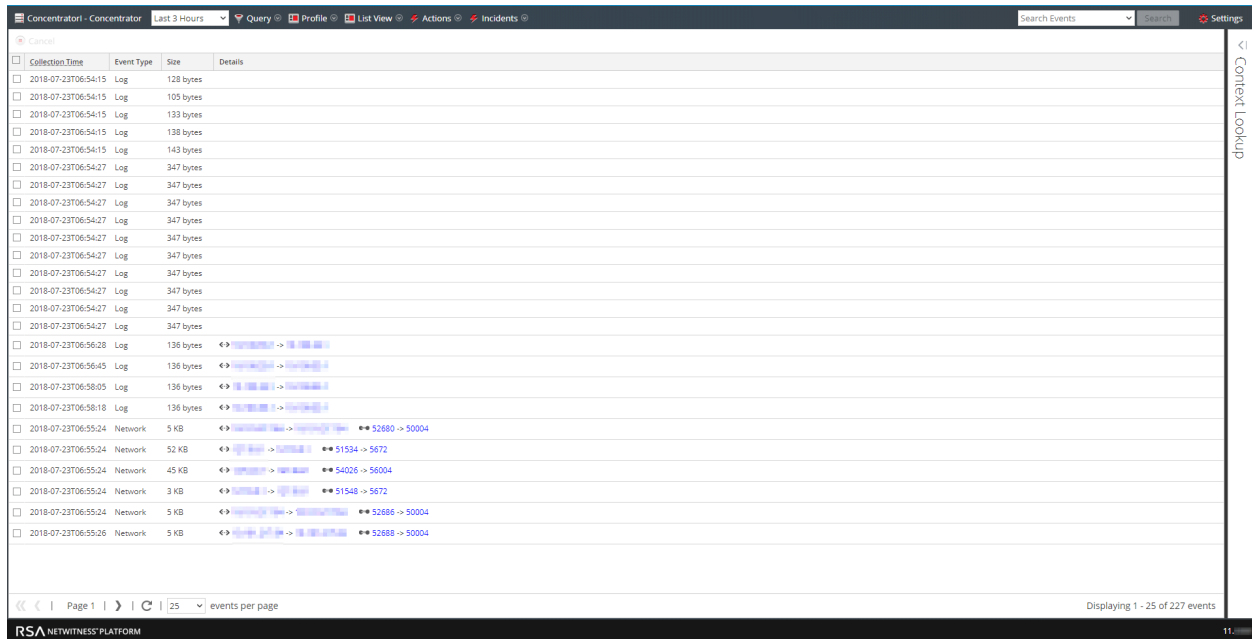 ConcentratorI - Concentrator Last 3 Hours Query Profile List View Actions Incidents Search Events Search Settings
Cancel
Collection Time Event Type Size Details
2018-07-23T06:54:15 Log 128 bytes
2018-07-23T06:54:15 Log 105 bytes
2018-07-23T06:54:15 Log 133 bytes
2018-07-23T06:54:15 Log 138 bytes
2018-07-23T06:54:15 Log 143 bytes
2018-07-23T06:54:27 Log 347 bytes
2018-07-23T06:54:27 Log 347 bytes
2018-07-23T06:54:27 Log 347 bytes
2018-07-23T06:54:27 Log 347 bytes
2018-07-23T06:54:27 Log 347 bytes
2018-07-23T06:54:27 Log 347 bytes
2018-07-23T06:54:27 Log 347 bytes
2018-07-23T06:54:27 Log 347 bytes
2018-07-23T06:54:27 Log 347 bytes
2018-07-23T06:54:27 Log 347 bytes
2018-07-23T06:56:28 Log 136 bytes ->
2018-07-23T06:56:45 Log 136 bytes ->
2018-07-23T06:58:05 Log 136 bytes ->
2018-07-23T06:58:18 Log 136 bytes ->
2018-07-23T06:55:24 Network 5 KB -> 52680 -> 50004
2018-07-23T06:55:24 Network 52 KB -> 51534 -> 5672
2018-07-23T06:55:24 Network 45 KB -> 54026 -> 56004
2018-07-23T06:55:24 Network 3 KB -> 51548 -> 5672
2018-07-23T06:55:24 Network 5 KB -> 52686 -> 50004
2018-07-23T06:55:26 Network 5 KB -> 52688 -> 50004
Page 1 | 25 events per page Displaying 1 - 25 of 227 events
RSA NETWITNESS® PLATFORM 11.
Context Lookup